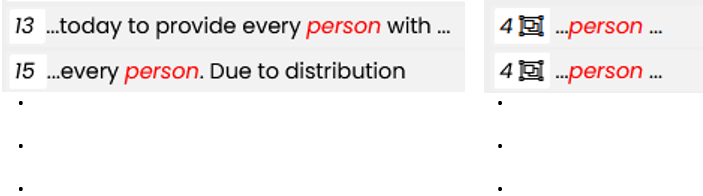 13 ...today to provide every person with ...
4 ...person ...
15 ...every person. Due to distribution
4 ...person ...